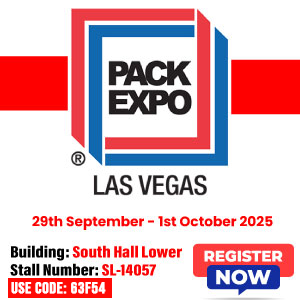 PACK
EXPO
®
LAS VEGAS
29th September - 1st October 2025
Building: South Hall Lower
Stall Number: SL-14057
USE CODE: 63F54
REGISTER
NOW